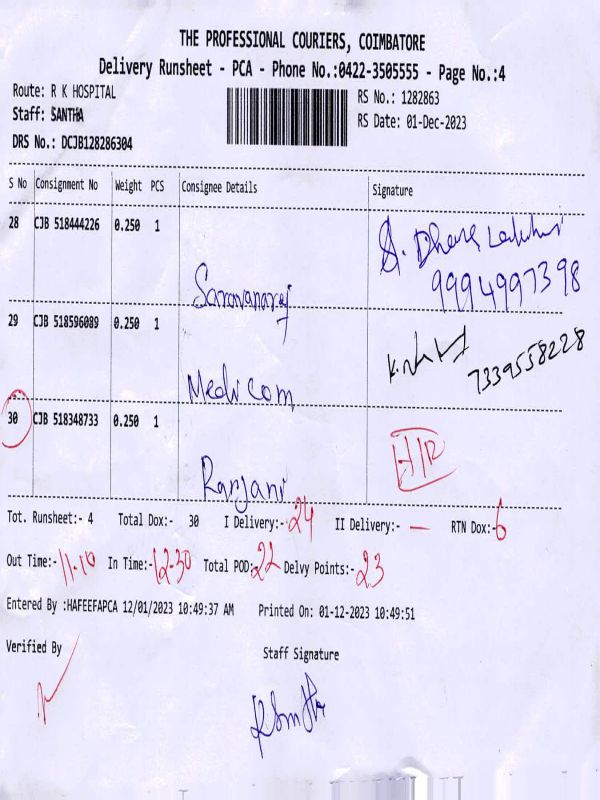 THE PROFESSIONAL COURIERS, COIMBATORE
Delivery Runsheet - PCA - Phone No.:0422-3505555 - Page No.:4
Route: R K HOSPITAL
RS No.: 1282863
Staff: SANTHA
RS Date: 01-Dec-2023
DRS No.: DCJB128286304
S No Consignment No Weight PCS Consignee Details Signature
28 CJB 518444226 0.250 1
Saravanaraj
9994997398
29 CJB 518596089 0.250 1
Medicom
7339558228
30 CJB 518348733 0.250 1
Ranjani
Tot. Runsheet:- 4 Total Dox:- 30 I Delivery:- 24 II Delivery:- — RTN Dox:- 6
Out Time:- 11-10 In Time:- 12-30 Total POD:- 22 Delvy Points:- 23
Entered By :HAFEEFAPCA 12/01/2023 10:49:37 AM Printed On: 01-12-2023 10:49:51
Verified By Staff Signature